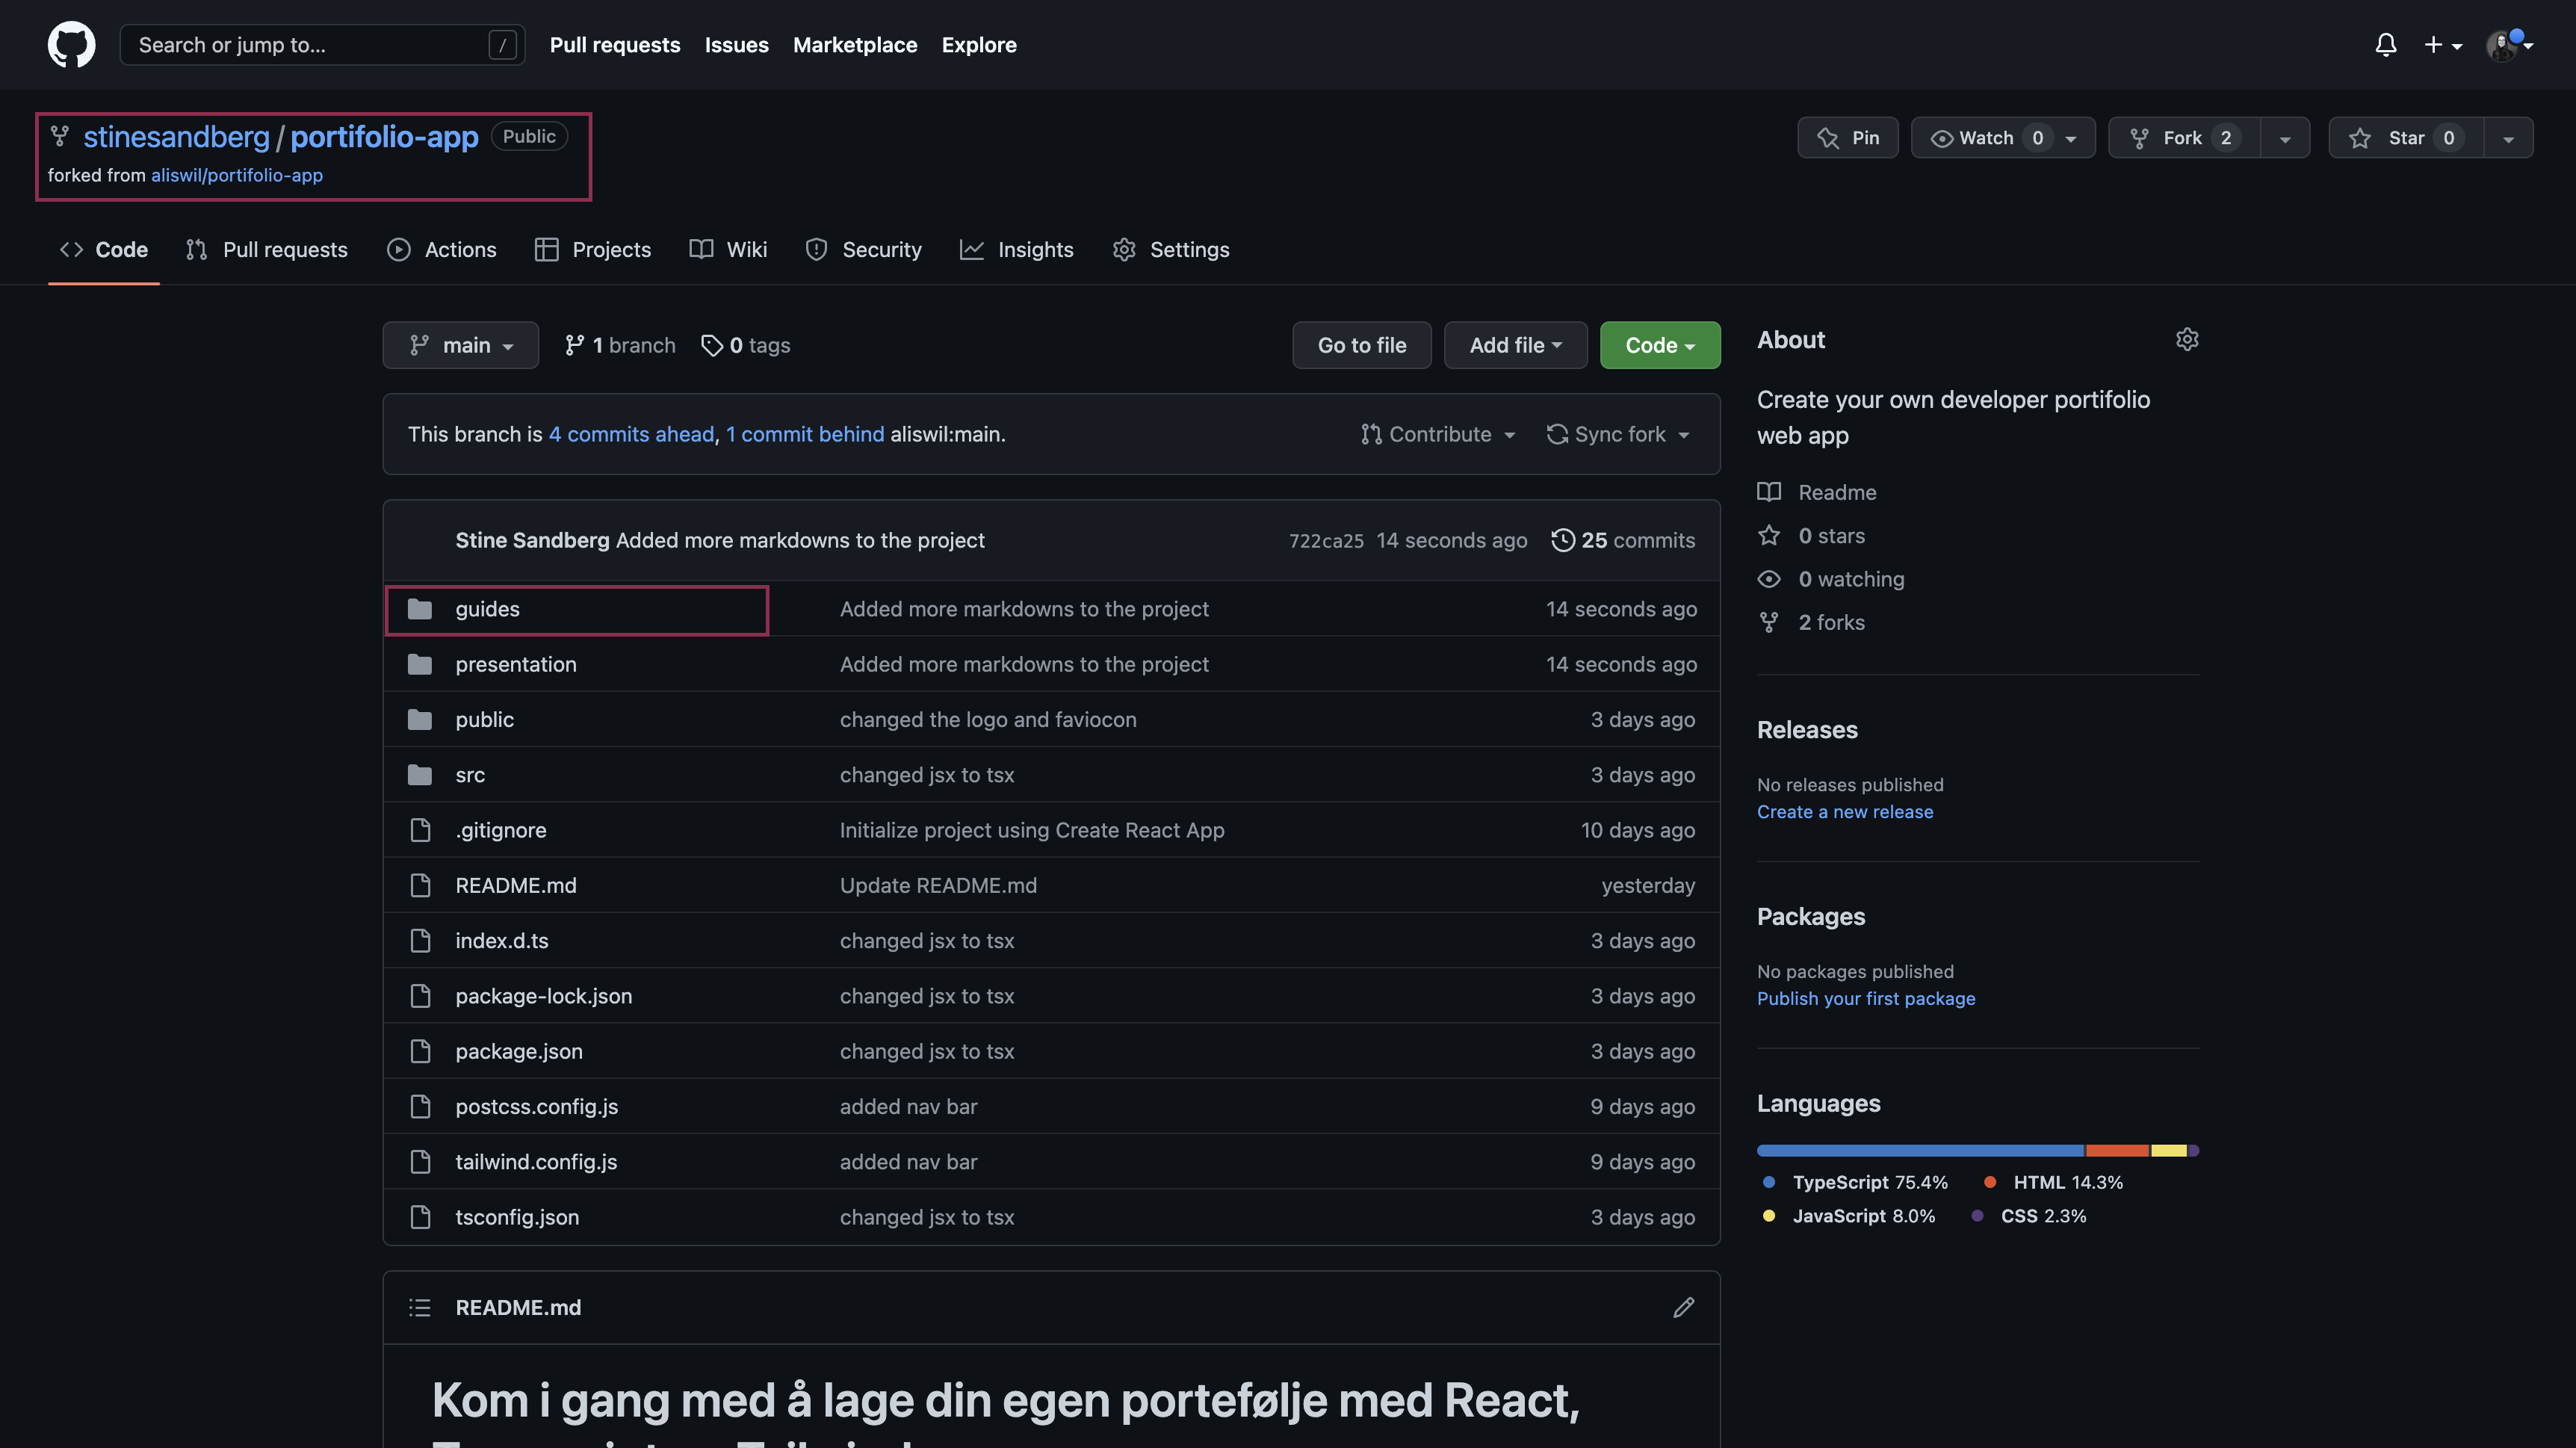 Search or jump to... /
Pull requests Issues Marketplace Explore
stinesandberg / portifolio-app Public
forked from aliswil/portifolio-app
Pin Watch 0 Fork 2 Star 0
Code Pull requests Actions Projects Wiki Security Insights Settings
main 1 branch 0 tags Go to file Add file Code
This branch is 4 commits ahead, 1 commit behind aliswil:main. Contribute Sync fork
Stine Sandberg Added more markdowns to the project 722ca25 14 seconds ago 25 commits
guides Added more markdowns to the project 14 seconds ago
presentation Added more markdowns to the project 14 seconds ago
public changed the logo and faviocon 3 days ago
src changed jsx to tsx 3 days ago
.gitignore Initialize project using Create React App 10 days ago
README.md Update README.md yesterday
index.d.ts changed jsx to tsx 3 days ago
package-lock.json changed jsx to tsx 3 days ago
package.json changed jsx to tsx 3 days ago
postcss.config.js added nav bar 9 days ago
tailwind.config.js added nav bar 9 days ago
tsconfig.json changed jsx to tsx 3 days ago
README.md
Kom i gang med å lage din egen portefølje med React,
About
Create your own developer portifolio
web app
Readme
0 stars
0 watching
2 forks
Releases
No releases published
Create a new release
Packages
No packages published
Publish your first package
Languages
TypeScript 75.4% HTML 14.3%
JavaScript 8.0% CSS 2.3%